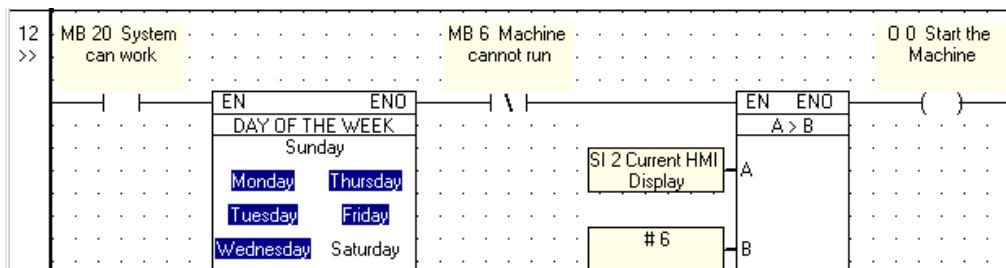 12
>>
MB 20 System
can work
MB 6 Machine
cannot run
O 0 Start the
Machine
EN ENO
DAY OF THE WEEK
Sunday
Monday Thursday
Tuesday Friday
Wednesday Saturday
EN ENO
A > B
SI 2 Current HMI
Display
A
# 6
B